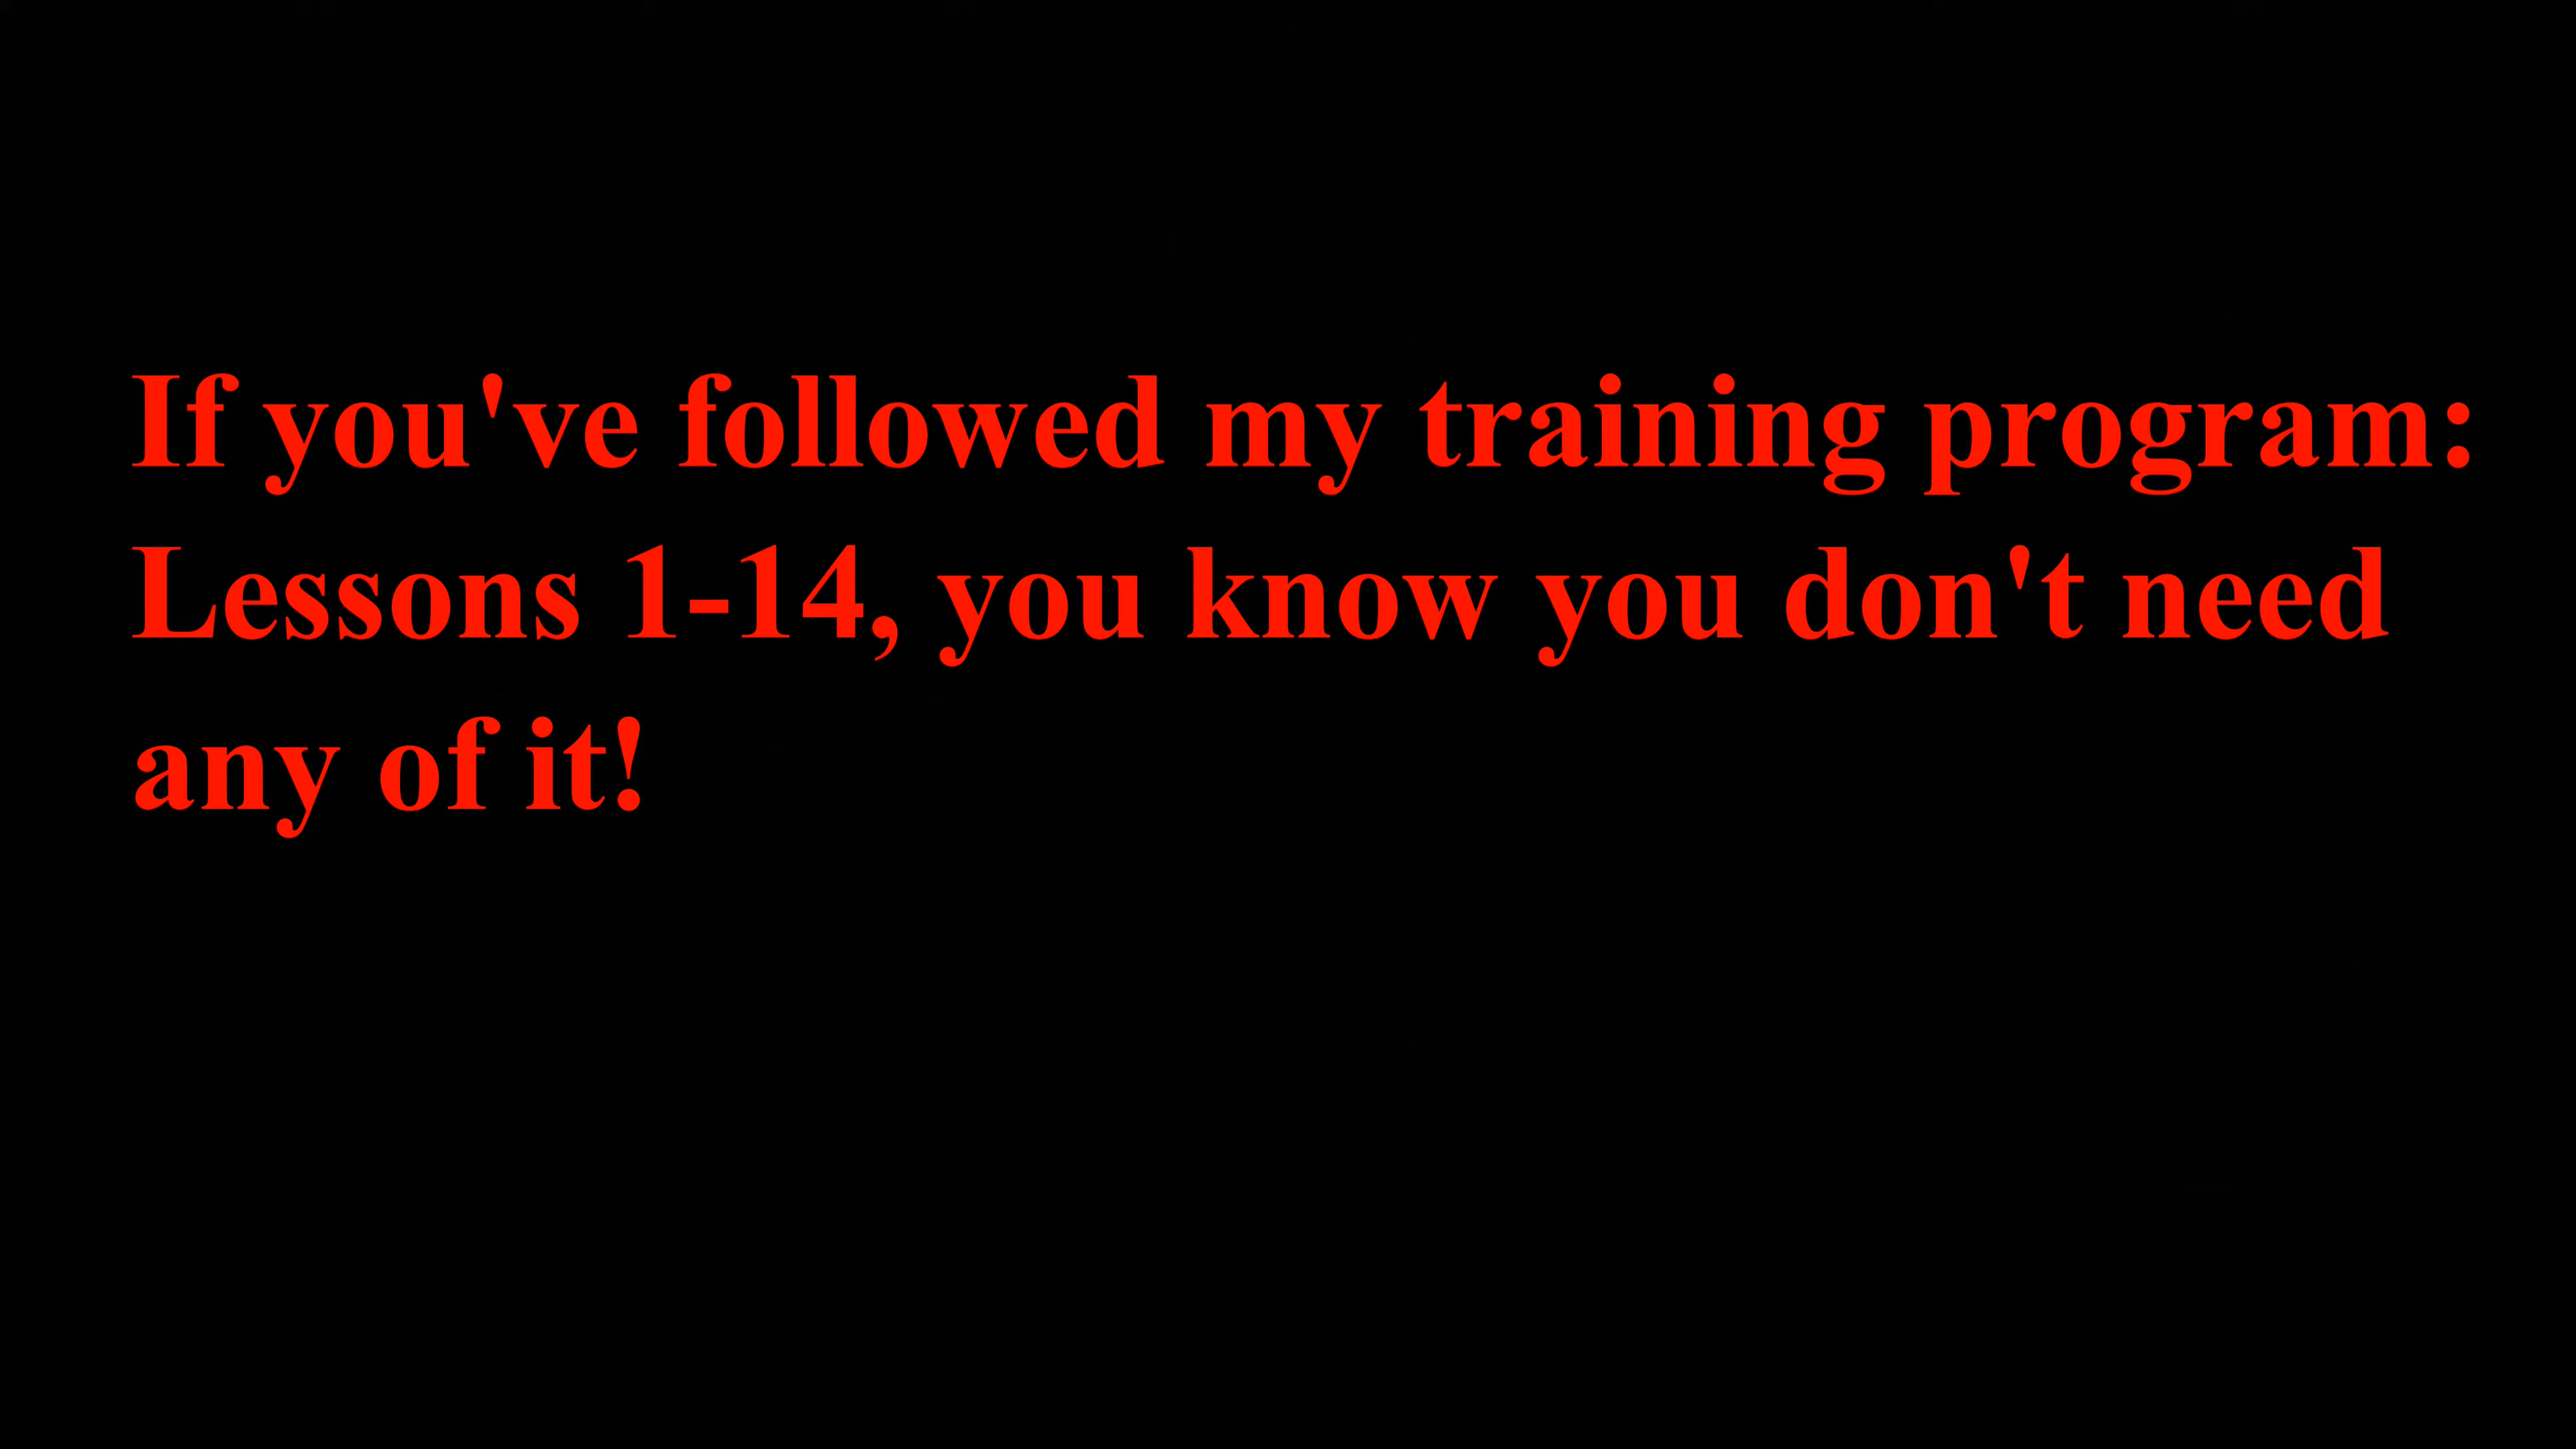 If you've followed my training program:
Lessons 1-14, you know you don't need
any of it!